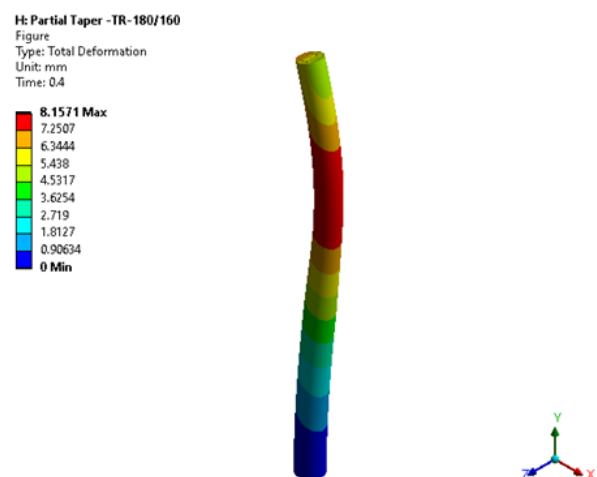 H: Partial Taper -TR-180/160
Figure
Type: Total Deformation
Unit: mm
Time: 0.4
8.1571 Max
7.2507
6.3444
5.438
4.5317
3.6254
2.719
1.8127
0.90634
0 Min
Y
Z
X